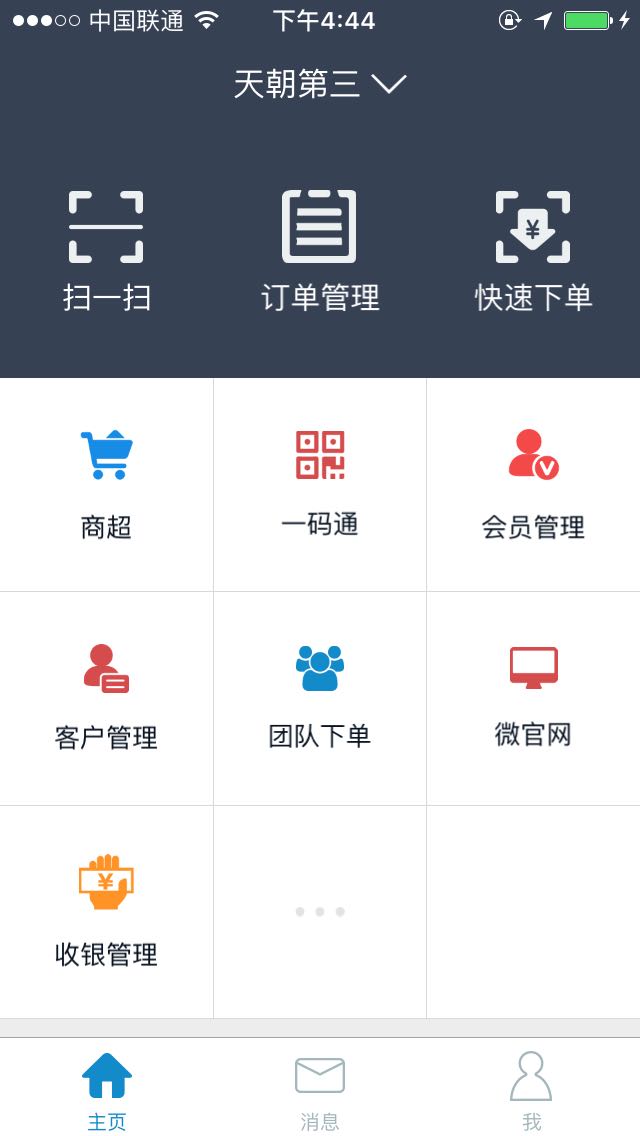 中国联通 下午4:44
天朝第三
扫一扫 订单管理 快速下单
商超 一码通 会员管理
客户管理 团队下单 微官网
收银管理
主页 消息 我